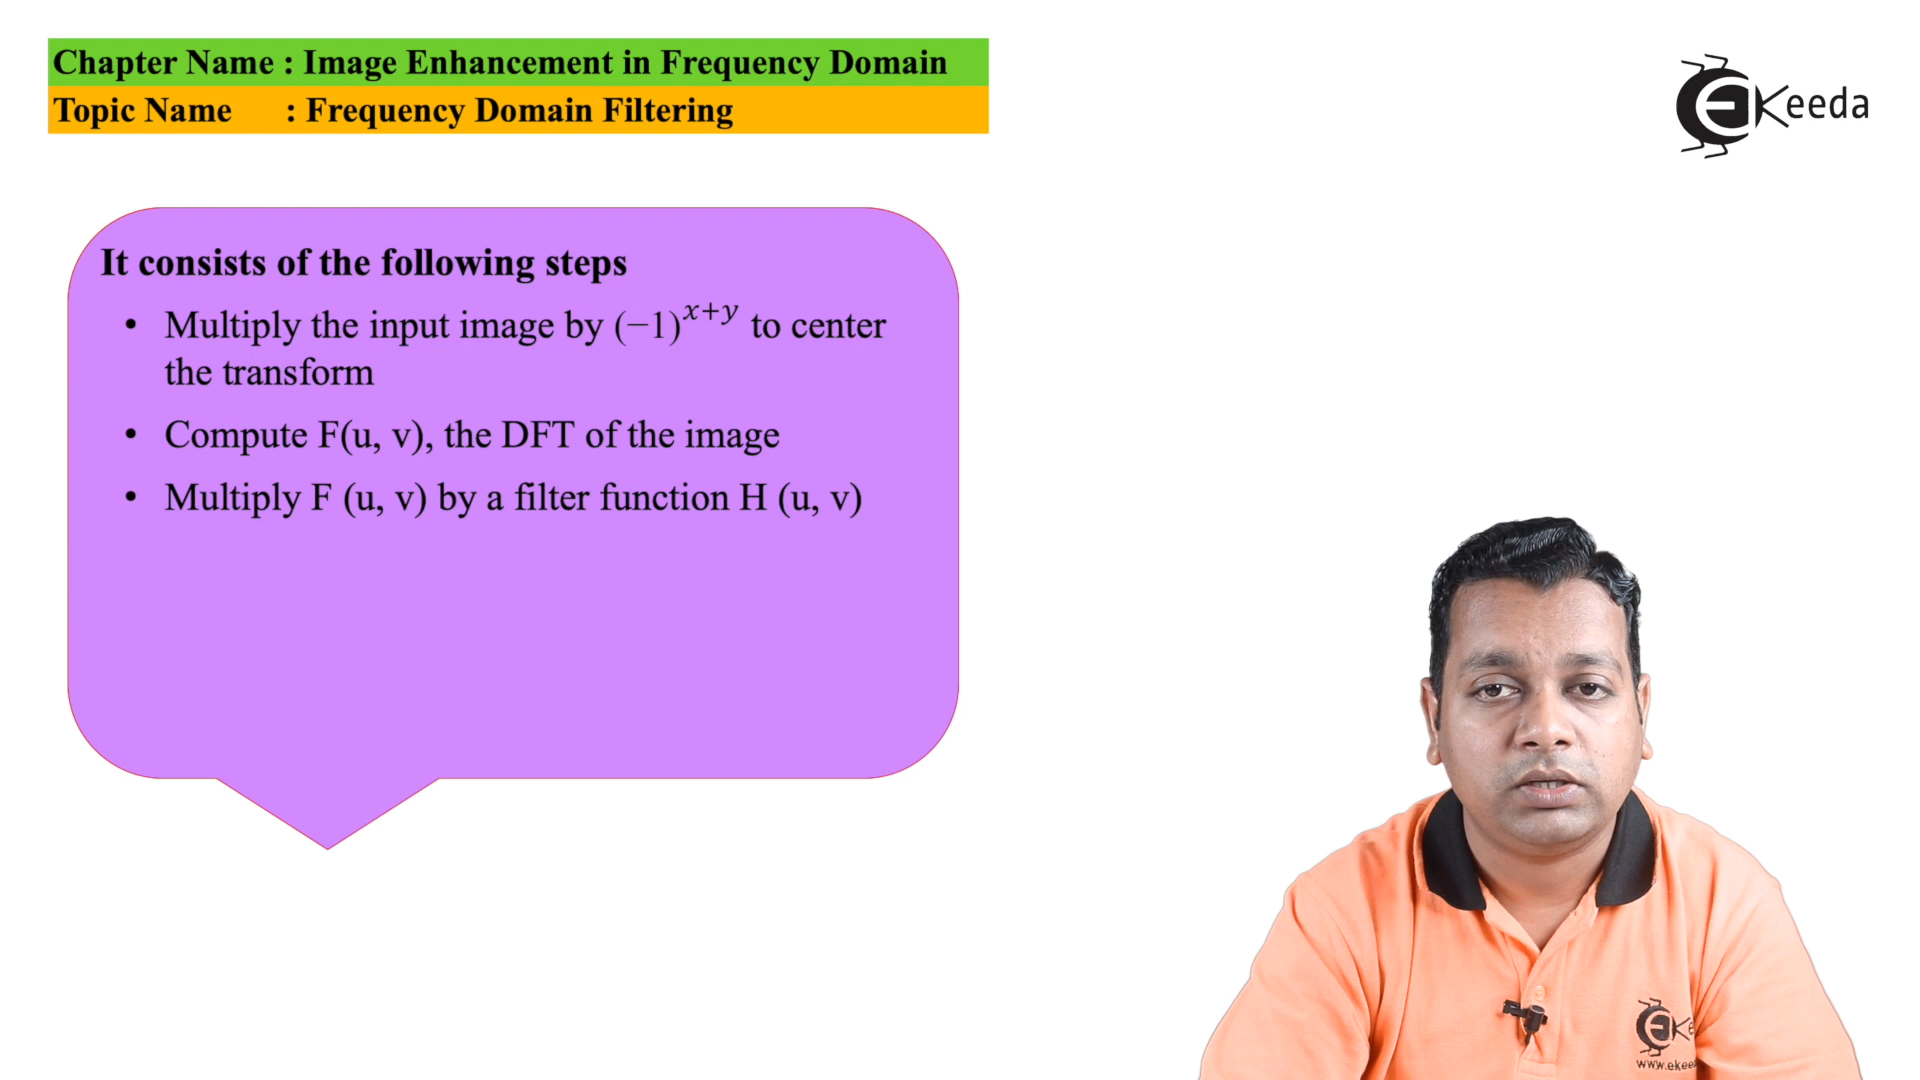 Chapter Name : Image Enhancement in Frequency Domain
Topic Name : Frequency Domain Filtering
eKeeda
It consists of the following steps
• Multiply the input image by (−1)^{x+y} to center
the transform
• Compute F(u, v), the DFT of the image
• Multiply F (u, v) by a filter function H (u, v)